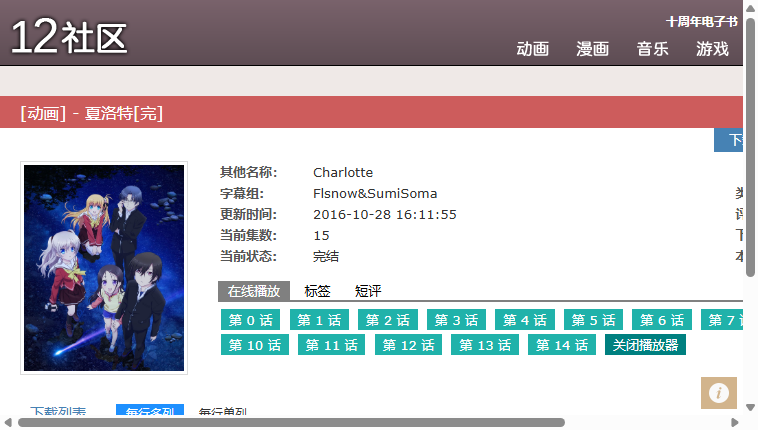 12社区
十周年电子书
动画 漫画 音乐 游戏
[动画] - 夏洛特[完]
其他名称： Charlotte
字幕组： Flsnow&SumiSoma
更新时间： 2016-10-28 16:11:55
当前集数： 15
当前状态： 完结
在线播放 标签 短评
第 0 话 第 1 话 第 2 话 第 3 话 第 4 话 第 5 话 第 6 话 第 7
第 10 话 第 11 话 第 12 话 第 13 话 第 14 话 关闭播放器
下载列表 每行多列 每行单列